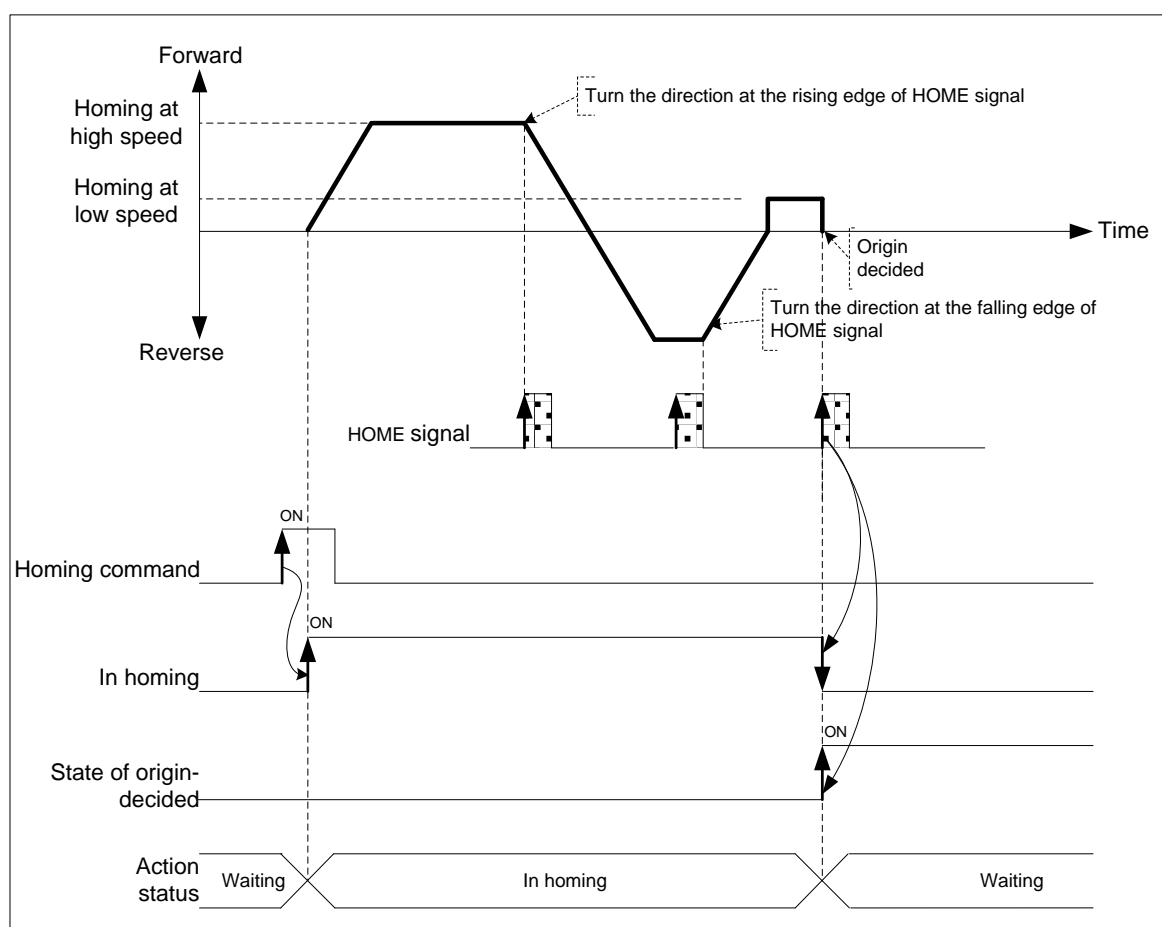 Forward
Homing at
high speed
Turn the direction at the rising edge of HOME signal
Homing at
low speed
Time
Origin
decided
Turn the direction at the falling edge of
HOME signal
Reverse
HOME signal
ON
Homing command
ON
In homing
ON
State of origin-
decided
Action
status
Waiting
In homing
Waiting